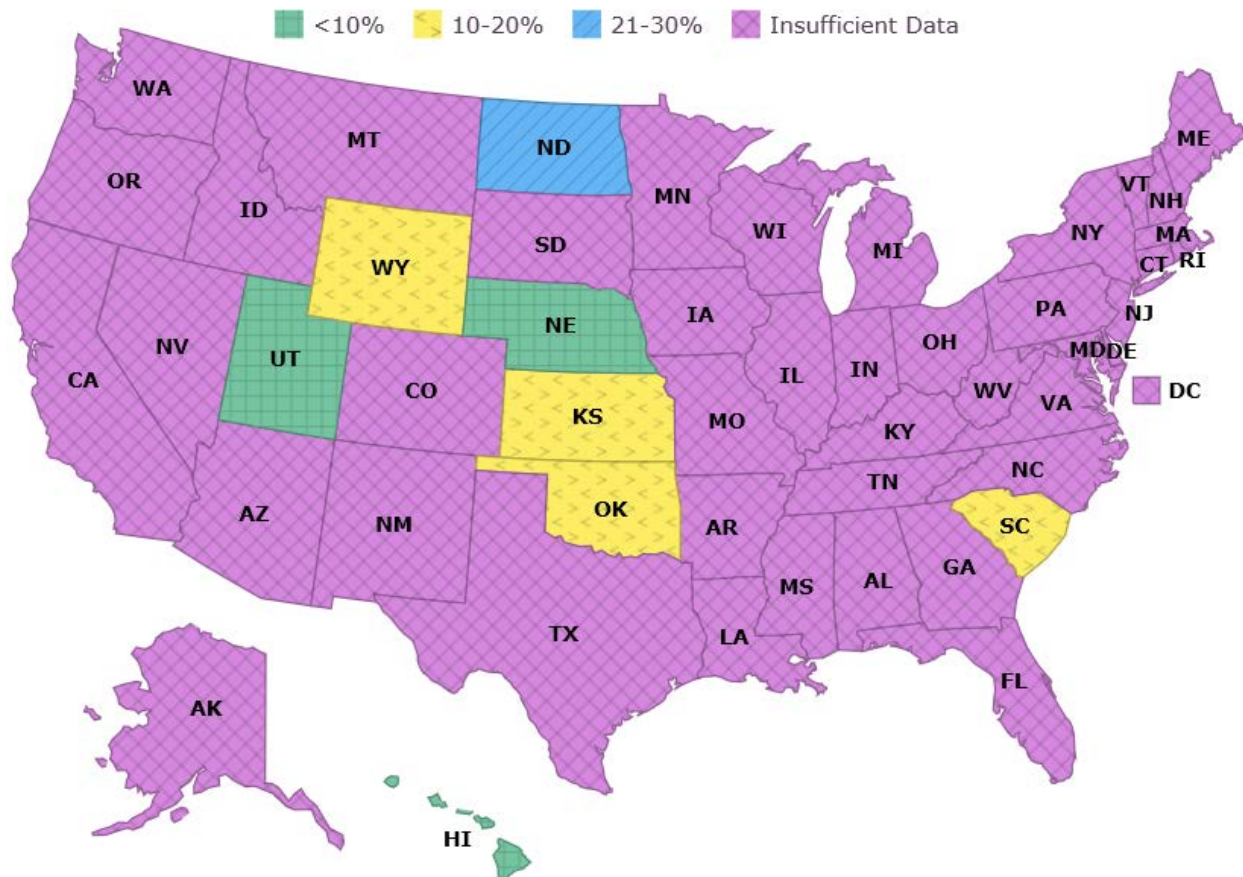 <10% 10-20% 21-30% Insufficient Data
WA
MT
ND
ME
OR
ID
MN
VT
NH
SD
WI
MI
NY
MA
WY
CT
RI
IA
PA
NJ
NE
OH
MD
DE
NV
UT
IN
IL
CA
CO
WV
DC
KS
MO
VA
KY
NC
TN
AZ
NM
OK
AR
SC
GA
MS
AL
TX
LA
FL
AK
HI